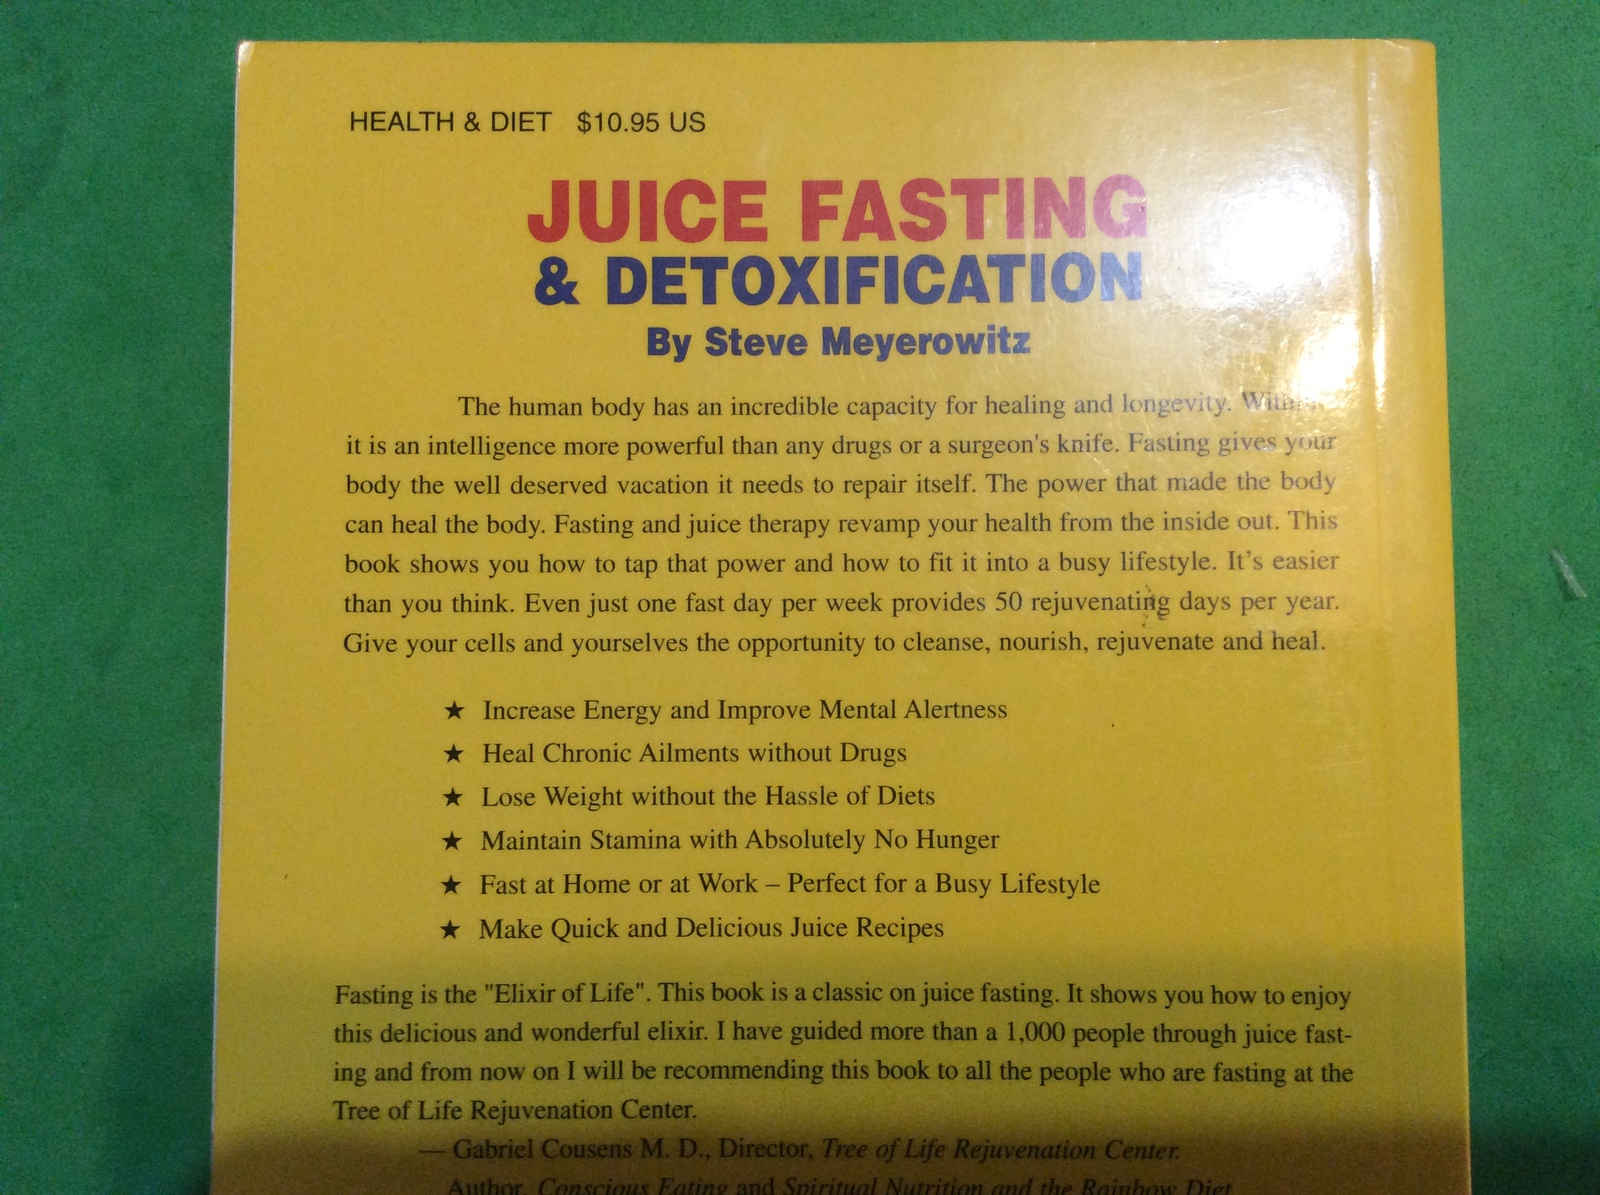 HEALTH & DIET $10.95 US
JUICE FASTING
& DETOXIFICATION
By Steve Meyerowitz
The human body has an incredible capacity for healing and longevity.
it is an intelligence more powerful than any drugs or a surgeon's knife. Fasting gives your
body the well deserved vacation it needs to repair itself. The power that made the body
can heal the body. Fasting and juice therapy revamp your health from the inside out. This
book shows you how to tap that power and how to fit it into a busy lifestyle. It's easier
than you think. Even just one fast day per week provides 50 rejuvenating days per year.
Give your cells and yourselves the opportunity to cleanse, nourish, rejuvenate and heal.
★ Increase Energy and Improve Mental Alertness
★ Heal Chronic Ailments without Drugs
★ Lose Weight without the Hassle of Diets
★ Maintain Stamina with Absolutely No Hunger
★ Fast at Home or at Work – Perfect for a Busy Lifestyle
★ Make Quick and Delicious Juice Recipes
Fasting is the "Elixir of Life". This book is a classic on juice fasting. It shows you how to enjoy
this delicious and wonderful elixir. I have guided more than a 1,000 people through juice fast-
ing and from now on I will be recommending this book to all the people who are fasting at the
Tree of Life Rejuvenation Center.
— Gabriel Cousens M. D., Director, Tree of Life Rejuvenation Center.
Author, Conscious Eating and Spiritual Nutrition and the Rainbow Diet